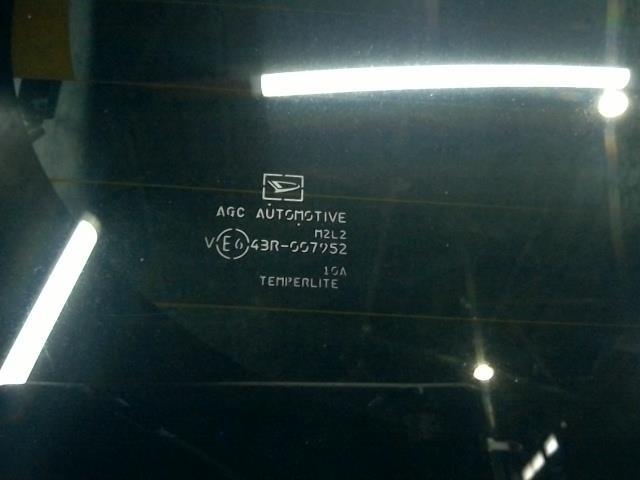 AGC AUTOMOTIVE
M2L2
V E6 43R-007952
10A
TEMPERLITE